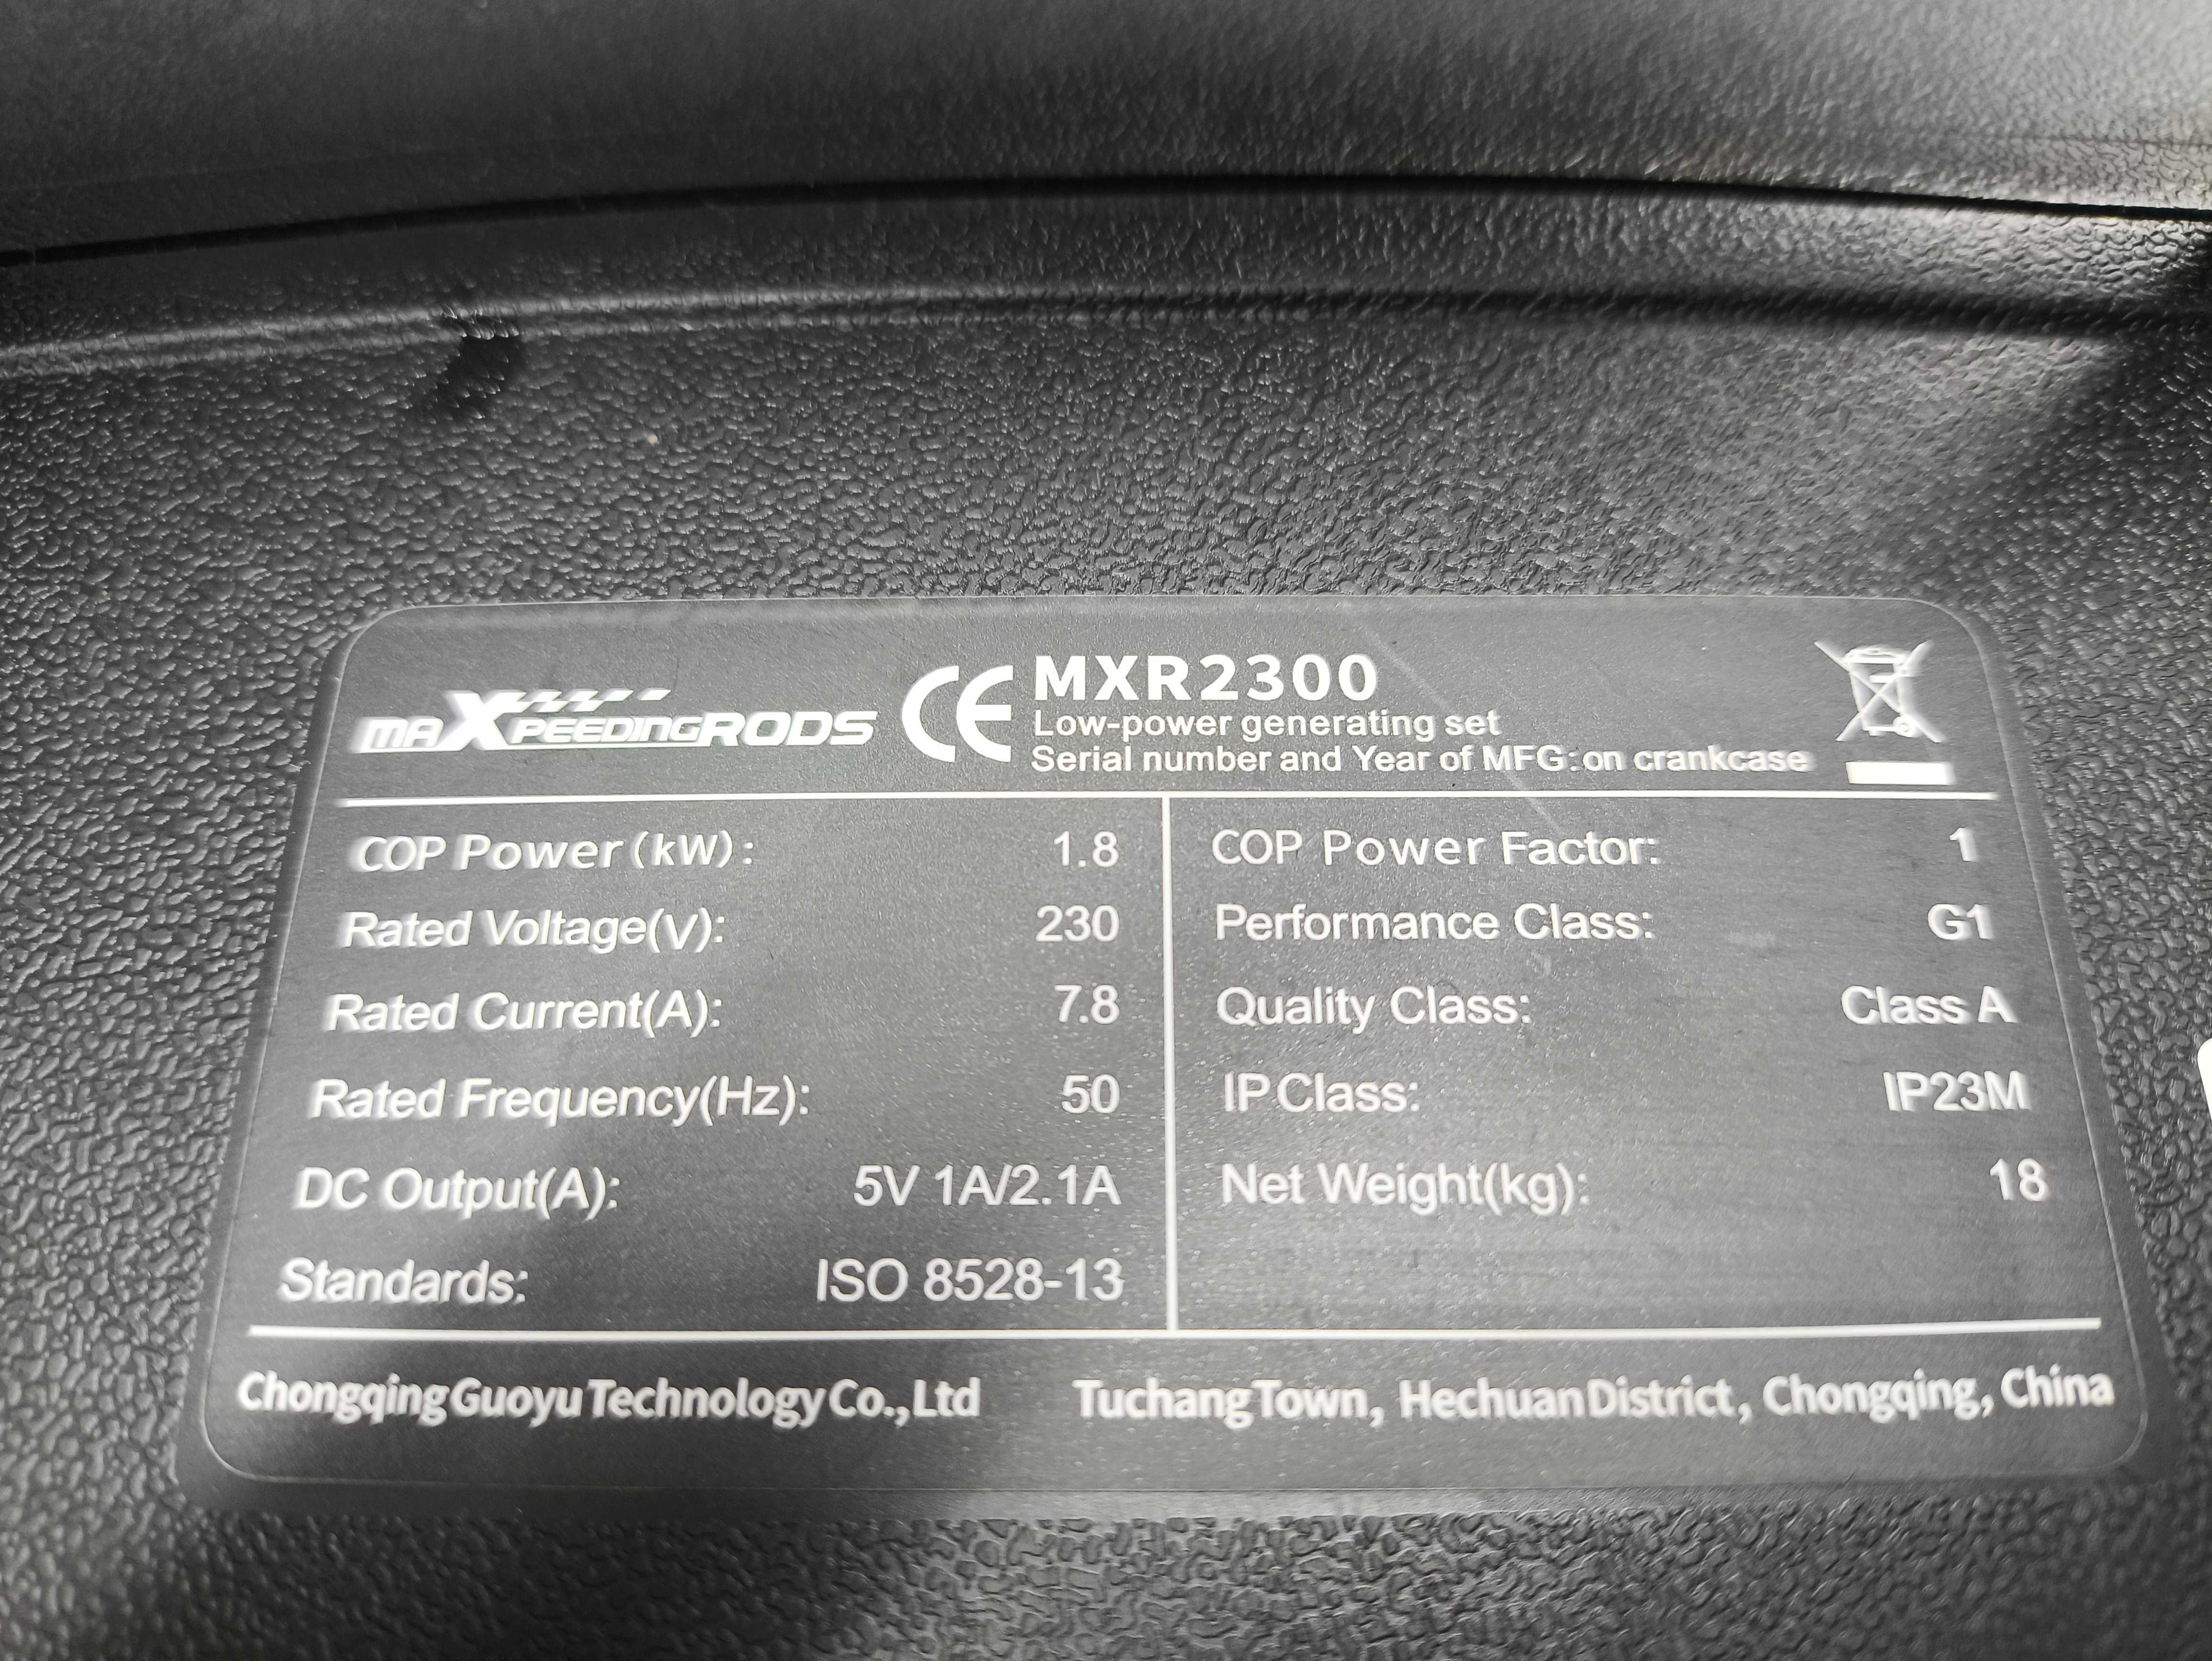 maXpeedingRODS CE MXR2300
Low-power generating set
Serial number and Year of MFG:on crankcase
COP Power(kW): 1.8
Rated Voltage(V): 230
Rated Current(A): 7.8
Rated Frequency(Hz): 50
DC Output(A): 5V 1A/2.1A
Standards: ISO 8528-13
COP Power Factor: 1
Performance Class: G1
Quality Class: Class A
IP Class: IP23M
Net Weight(kg): 18
Chongqing Guoyu Technology Co., Ltd Tuchang Town, Hechuan District, Chongqing, China